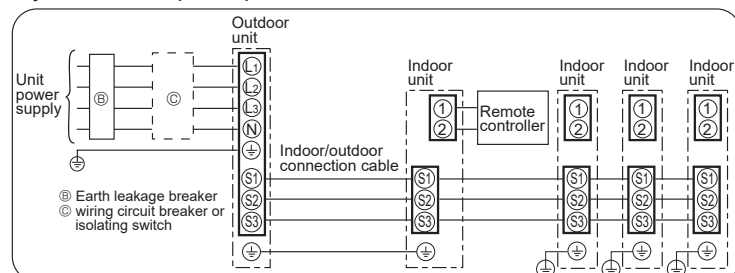 Outdoor
unit
Unit
power
supply
Ⓑ
Ⓒ
L1
L2
L3
N
S1
S2
S3
Indoor/outdoor
connection cable
Ⓑ Earth leakage breaker
Ⓒ wiring circuit breaker or
isolating switch
Indoor
unit
1
2
Remote
controller
S1
S2
S3
Indoor
unit
1
2
S1
S2
S3
Indoor
unit
1
2
S1
S2
S3
Indoor
unit
1
2
S1
S2
S3